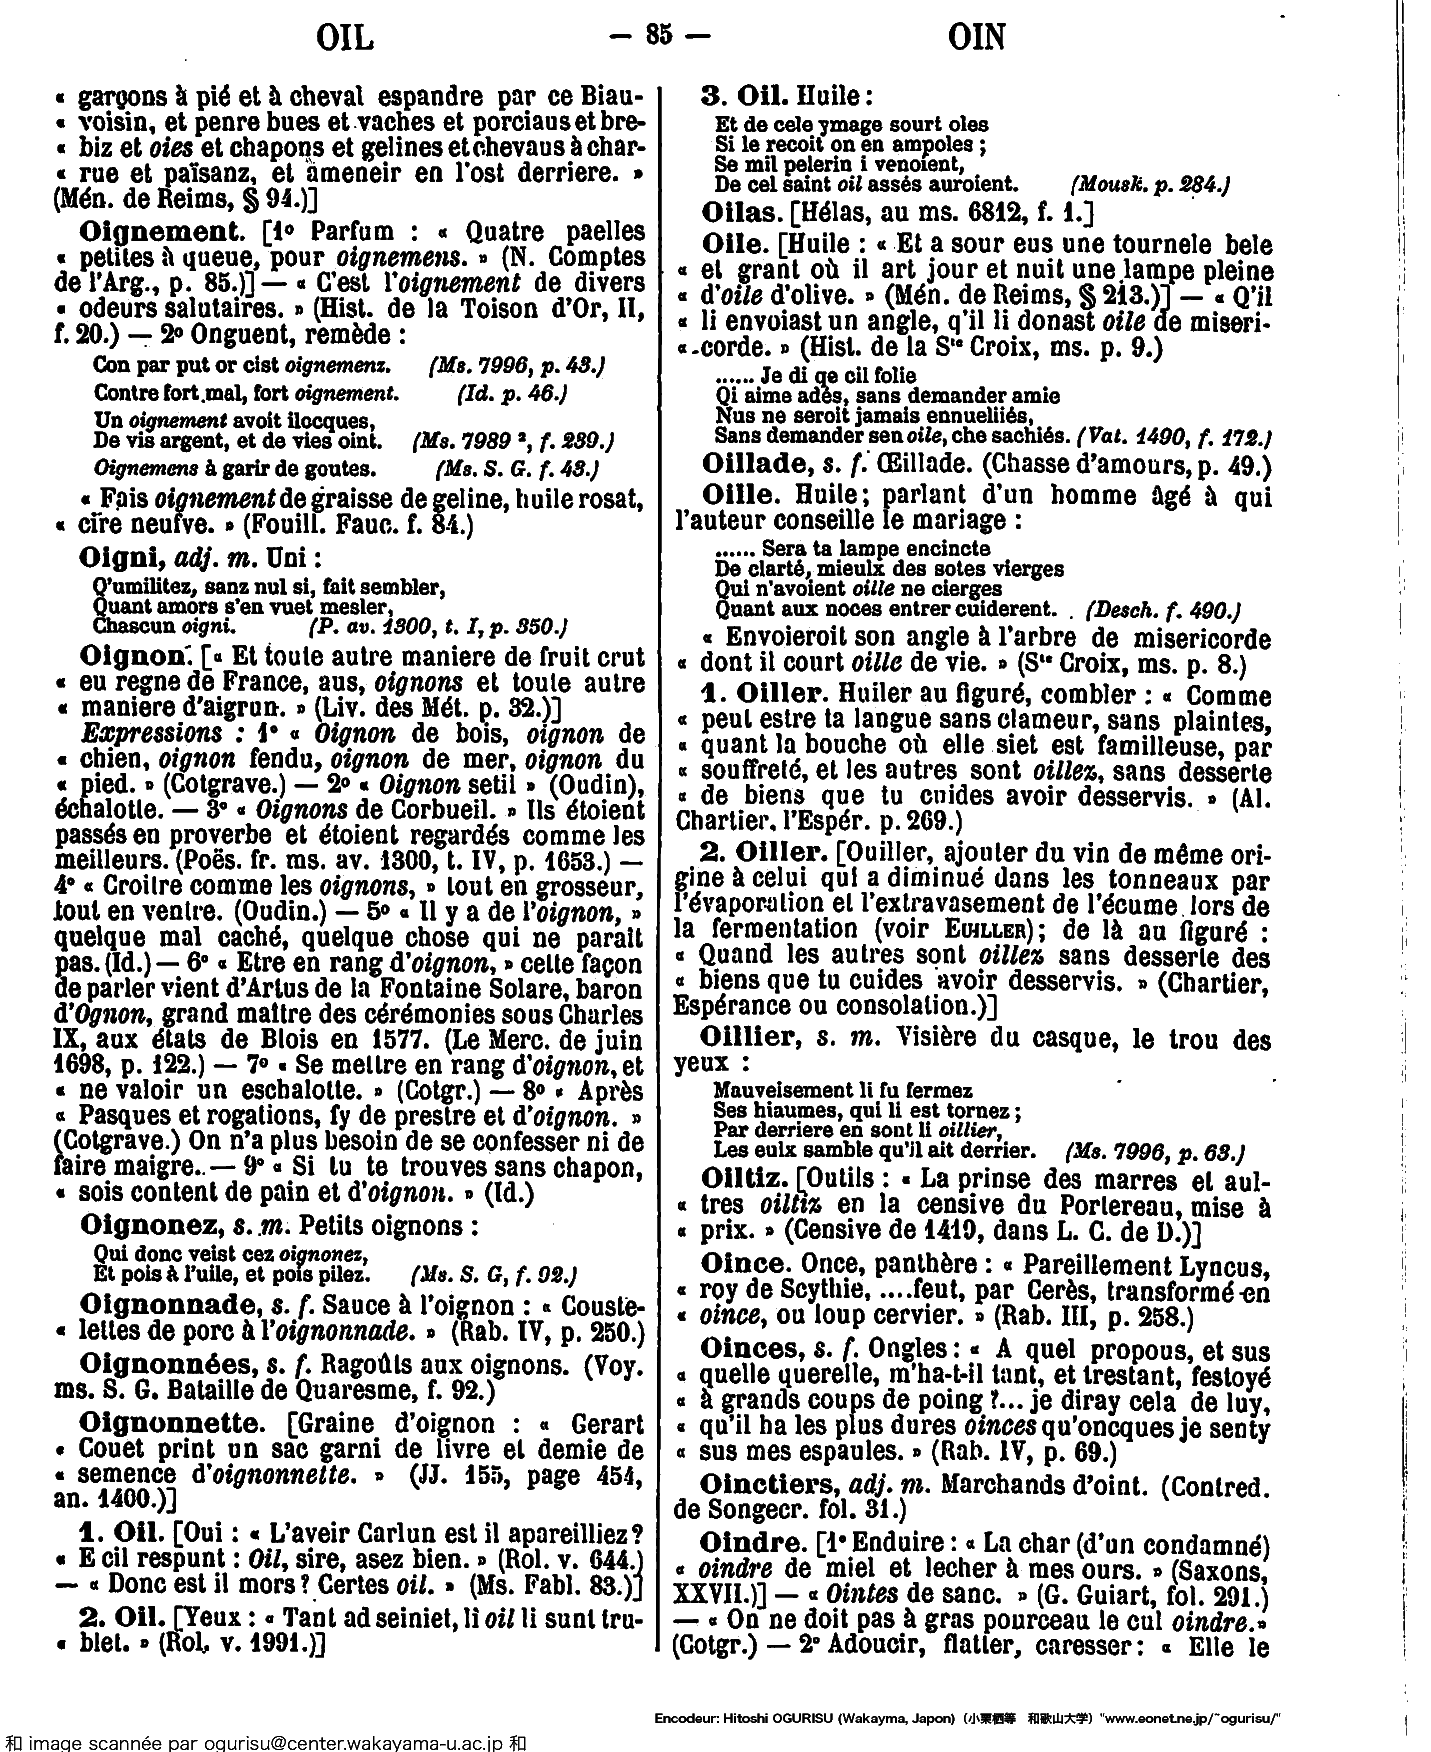 OIL
— 85 —
OIN
« garçons à pié et à cheval espandre par ce Biau-
« voisin, et penre bues et vaches et porciaus et bre-
« biz et oies et chapons et gelines et chevaus à char-
« rue et païsanz, et ameneir en l'ost derriere. »
(Mén. de Reims, § 94.)]
Oignement. [1º Parfum : « Quatre paelles
« petites à queue, pour oignemens. » (N. Comptes
de l'Arg., p. 85.)] — « C'est l'oignement de divers
« odeurs salutaires. » (Hist. de la Toison d'Or, II,
f. 20.) — 2º Onguent, remède :
Con par put or cist oignemenz. (Ms. 7996, p. 43.)
Contre fort mal, fort oignement. (Id. p. 46.)
Un oignement avoit ilocques,
De vis argent, et de vies oint. (Ms. 7989 ², f. 239.)
Oignemens à garir de goutes. (Ms. S. G. f. 43.)
« Fais oignement de graisse de geline, huile rosat,
« cire neufve. » (Fouill. Fauc. f. 84.)
Oigni, adj. m. Uni :
Q'umilitez, sanz nul si, fait sembler,
Quant amors s'en vuet mesler,
Chascun oigni. (P. av. 1300, t. I, p. 350.)
Oignon. [« Et toute autre maniere de fruit crut
« eu regne de France, aus, oignons et toute autre
« maniere d'aigrun. » (Liv. des Mét. p. 32.)]
Expressions : 1º « Oignon de bois, oignon de
« chien, oignon fendu, oignon de mer, oignon du
« pied. » (Cotgrave.) — 2º « Oignon setil » (Oudin),
échalotte. — 3º « Oignons de Corbueil. » Ils étoient
passés en proverbe et étoient regardés comme les
meilleurs. (Poës. fr. ms. av. 1300, t. IV, p. 1653.) —
4º « Croitre comme les oignons, » tout en grosseur,
tout en ventre. (Oudin.) — 5º « Il y a de l'oignon, »
quelque mal caché, quelque chose qui ne parait
pas. (Id.) — 6º « Etre en rang d'oignon, » cette façon
de parler vient d'Artus de la Fontaine Solare, baron
d'Ognon, grand maître des cérémonies sous Charles
IX, aux états de Blois en 1577. (Le Merc. de juin
1698, p. 122.) — 7º « Se mettre en rang d'oignon, et
« ne valoir un eschalotte. » (Cotgr.) — 8º « Après
« Pasques et rogations, fy de prestre et d'oignon. »
(Cotgrave.) On n'a plus besoin de se confesser ni de
faire maigre. — 9º « Si tu te trouves sans chapon,
« sois content de pain et d'oignon. » (Id.)
Oignonez, s. m. Petits oignons :
Qui donc veist cez oignonez,
Et pois à l'uile, et pois pilez. (Ms. S. G, f. 92.)
Oignonnade, s. f. Sauce à l'oignon : « Couste-
« lettes de porc à l'oignonnade. » (Rab. IV, p. 250.)
Oignonnées, s. f. Ragoûts aux oignons. (Voy.
ms. S. G. Bataille de Quaresme, f. 92.)
Oignonnette. [Graine d'oignon : « Gerart
« Couet print un sac garni de livre et demie de
« semence d'oignonnette. » (JJ. 155, page 454,
an. 1400.)]
1. Oil. [Oui : « L'aveir Carlun est il apareilliez ?
« E cil respunt : Oil, sire, asez bien. » (Rol. v. 644.)
— « Donc est il mors ? Certes oil. » (Ms. Fabl. 83.)]
2. Oil. [Yeux : « Tant ad seiniet, li oil li sunt tru-
« blet. » (Rol. v. 1991.)]
3. Oil. Huile :
Et de cele ymage sourt oles
Si le recoit on en ampoles ;
Se mil pelerin i venoient,
De cel saint oil assés auroient. (Mousk. p. 284.)
Oilas. [Hélas, au ms. 6812, f. 1.]
Oile. [Huile : « Et a sour eus une tournele bele
« et grant où il art jour et nuit une lampe pleine
« d'oile d'olive. » (Mén. de Reims, § 213.)] — « Q'il
« li envoiast un angle, q'il li donast oile de miseri-
« corde. » (Hist. de la Sᵗᵉ Croix, ms. p. 9.)
...... Je di qe cil folie
Qi aime adès, sans demander amie
Nus ne seroit jamais ennueliiés,
Sans demander sen oile, che sachiés. (Vat. 1490, f. 172.)
Oillade, s. f. Œillade. (Chasse d'amours, p. 49.)
Oille. Huile ; parlant d'un homme âgé à qui
l'auteur conseille le mariage :
...... Sera ta lampe encincte
De clarté, mieulx des sotes vierges
Qui n'avoient oille ne cierges
Quant aux noces entrer cuiderent. (Desch. f. 490.)
« Envoieroit son angle à l'arbre de misericorde
« dont il court oille de vie. » (Sᵗᵉ Croix, ms. p. 8.)
1. Oiller. Huiler au figuré, combler : « Comme
« peut estre ta langue sans clameur, sans plaintes,
« quant la bouche où elle siet est familleuse, par
« souffreté, et les autres sont oillez, sans desserte
« de biens que tu cuides avoir desservis. » (Al.
Chartier, l'Espér. p. 269.)
2. Oiller. [Ouiller, ajouter du vin de même ori-
gine à celui qui a diminué dans les tonneaux par
l'évaporation et l'extravasement de l'écume lors de
la fermentation (voir EUILLER) ; de là au figuré :
« Quand les autres sont oillez sans desserte des
« biens que tu cuides avoir desservis. » (Chartier,
Espérance ou consolation.)]
Oillier, s. m. Visière du casque, le trou des
yeux :
Mauveisement li fu fermez
Ses hiaumes, qui li est tornez ;
Par derriere en sont li oillier,
Les euix samble qu'il ait derrier. (Ms. 7996, p. 63.)
Oiltiz. [Outils : « La prinse des marres et aul-
« tres oiltiz en la censive du Portereau, mise à
« prix. » (Censive de 1419, dans L. C. de D.)]
Oince. Once, panthère : « Pareillement Lyncus,
« roy de Scythie, ....feut, par Cerès, transformé en
« oince, ou loup cervier. » (Rab. III, p. 258.)
Oinces, s. f. Ongles : « A quel propous, et sus
« quelle querelle, m'ha-t-il tant, et trestant, festoyé
« à grands coups de poing ?... je diray cela de luy,
« qu'il ha les plus dures oinces qu'oncques je senty
« sus mes espaules. » (Rab. IV, p. 69.)
Oinctiers, adj. m. Marchands d'oint. (Contred.
de Songecr. fol. 31.)
Oindre. [1º Enduire : « La char (d'un condamné)
« oindre de miel et lecher à mes ours. » (Saxons,
XXVII.)] — « Ointes de sanc. » (G. Guiart, fol. 291.)
— « On ne doit pas à gras pourceau le cul oindre. »
(Cotgr.) — 2º Adoucir, flatter, caresser : « Elle le
Encodeur: Hitoshi OGURISU (Wakayma, Japon) (小栗栖等 和歌山大学) "www.eonet.ne.jp/~ogurisu/"
和 image scannée par ogurisu@center.wakayama-u.ac.jp 和